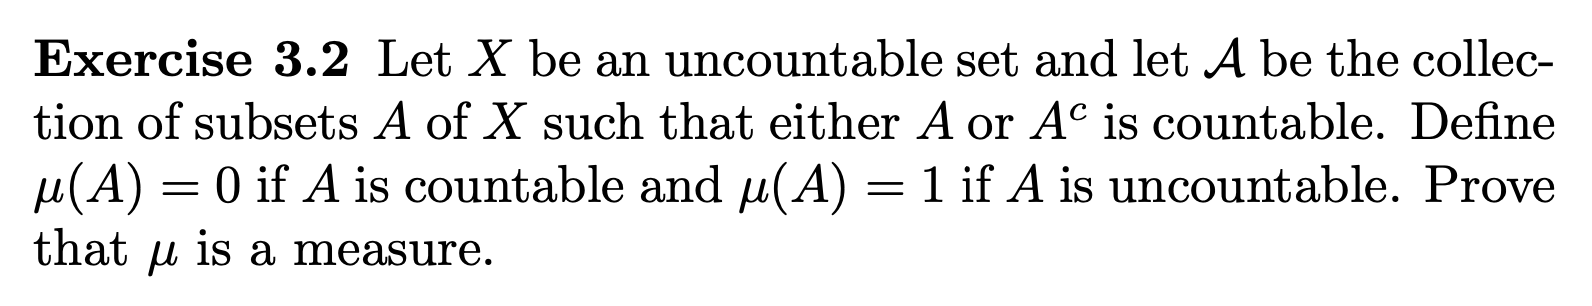 Exercise 3.2 Let X be an uncountable set and let 𝒜 be the collec-
tion of subsets A of X such that either A or Aᶜ is countable. Define
μ(A) = 0 if A is countable and μ(A) = 1 if A is uncountable. Prove
that μ is a measure.